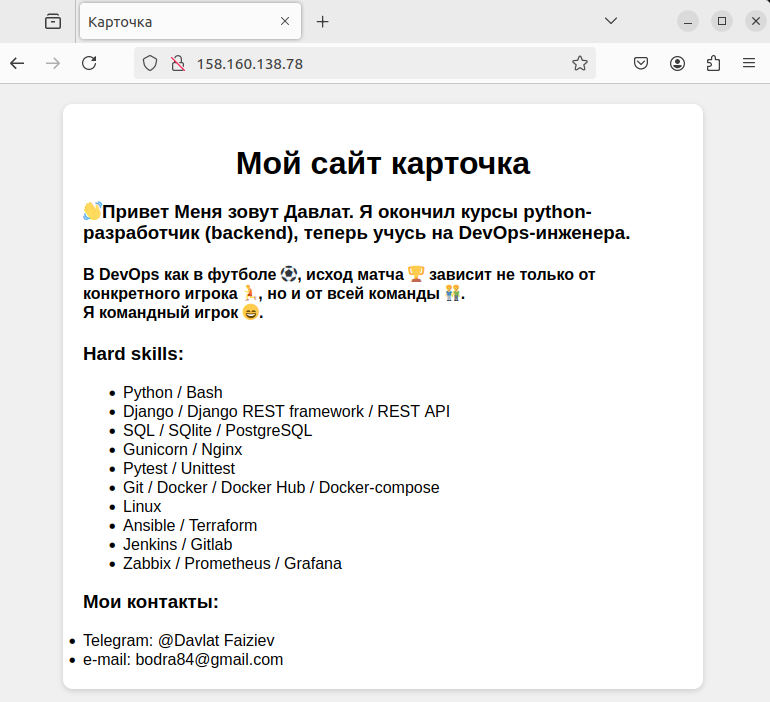 Карточка
158.160.138.78
Мой сайт карточка
👋Привет Меня зовут Давлат. Я окончил курсы python-
разработчик (backend), теперь учусь на DevOps-инженера.
В DevOps как в футболе ⚽, исход матча 🏆 зависит не только от
конкретного игрока 🤾, но и от всей команды 👬.
Я командный игрок 😄.
Hard skills:
Python / Bash
Django / Django REST framework / REST API
SQL / SQlite / PostgreSQL
Gunicorn / Nginx
Pytest / Unittest
Git / Docker / Docker Hub / Docker-compose
Linux
Ansible / Terraform
Jenkins / Gitlab
Zabbix / Prometheus / Grafana
Мои контакты:
Telegram: @Davlat Faiziev
e-mail: bodra84@gmail.com